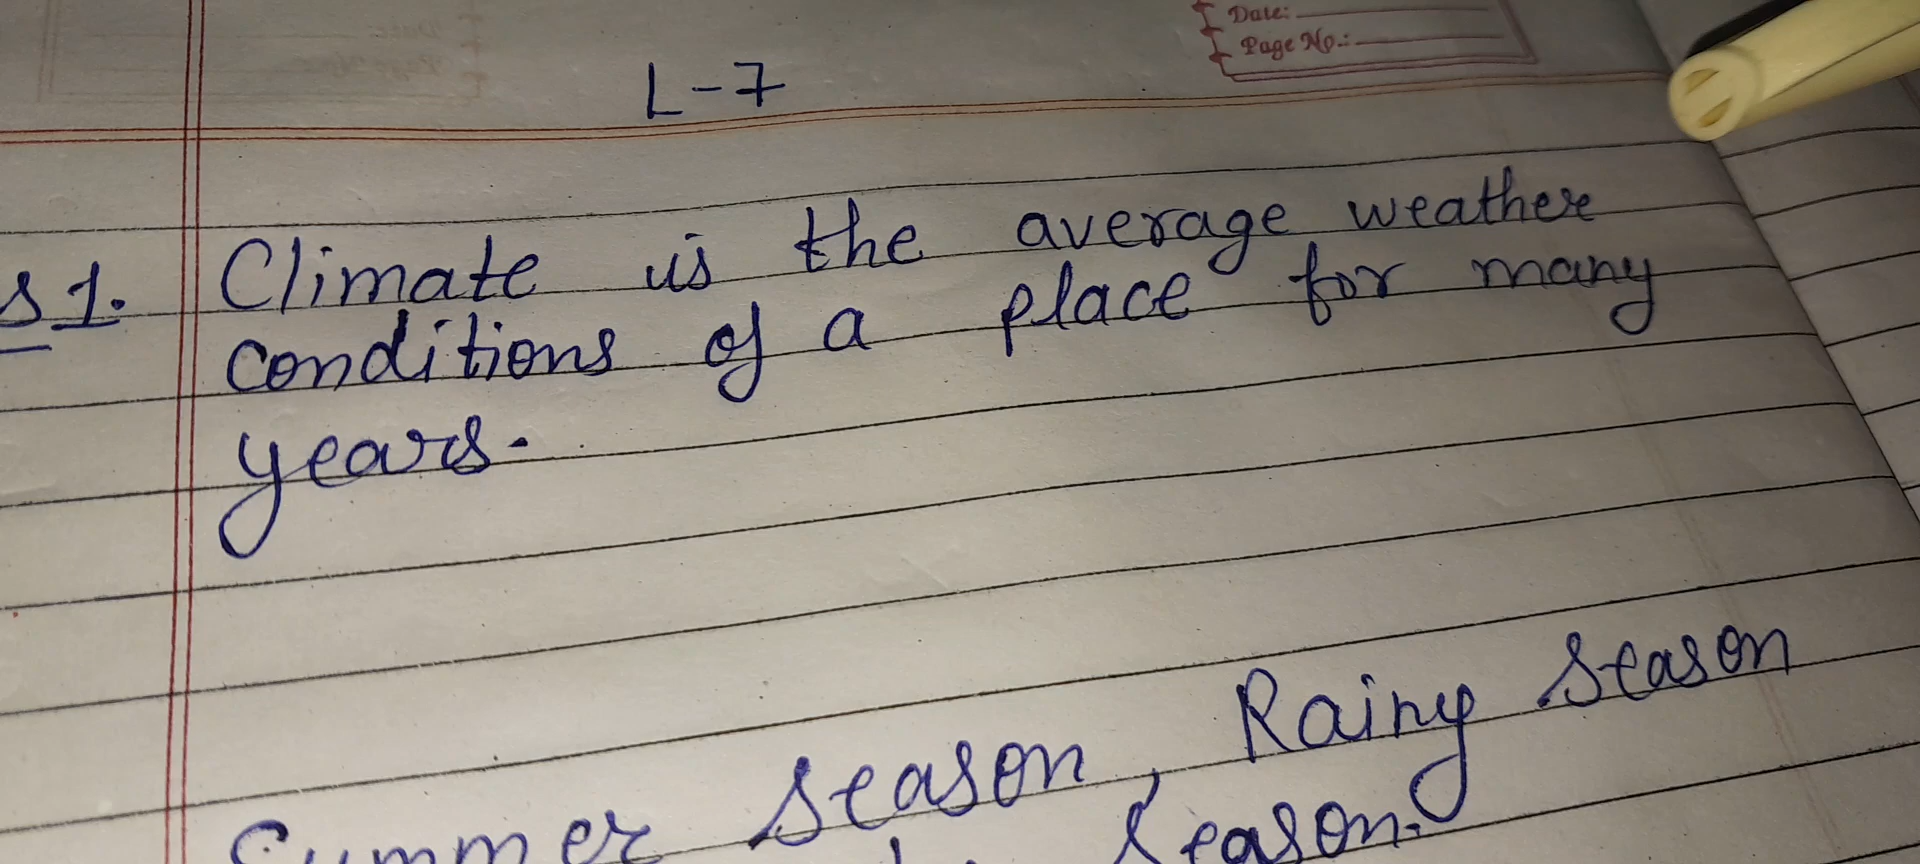 Date:
Page No.:
L-7
s 1. Climate is the average weather
conditions of a place for many
years.
Summer season, Rainy season
season.